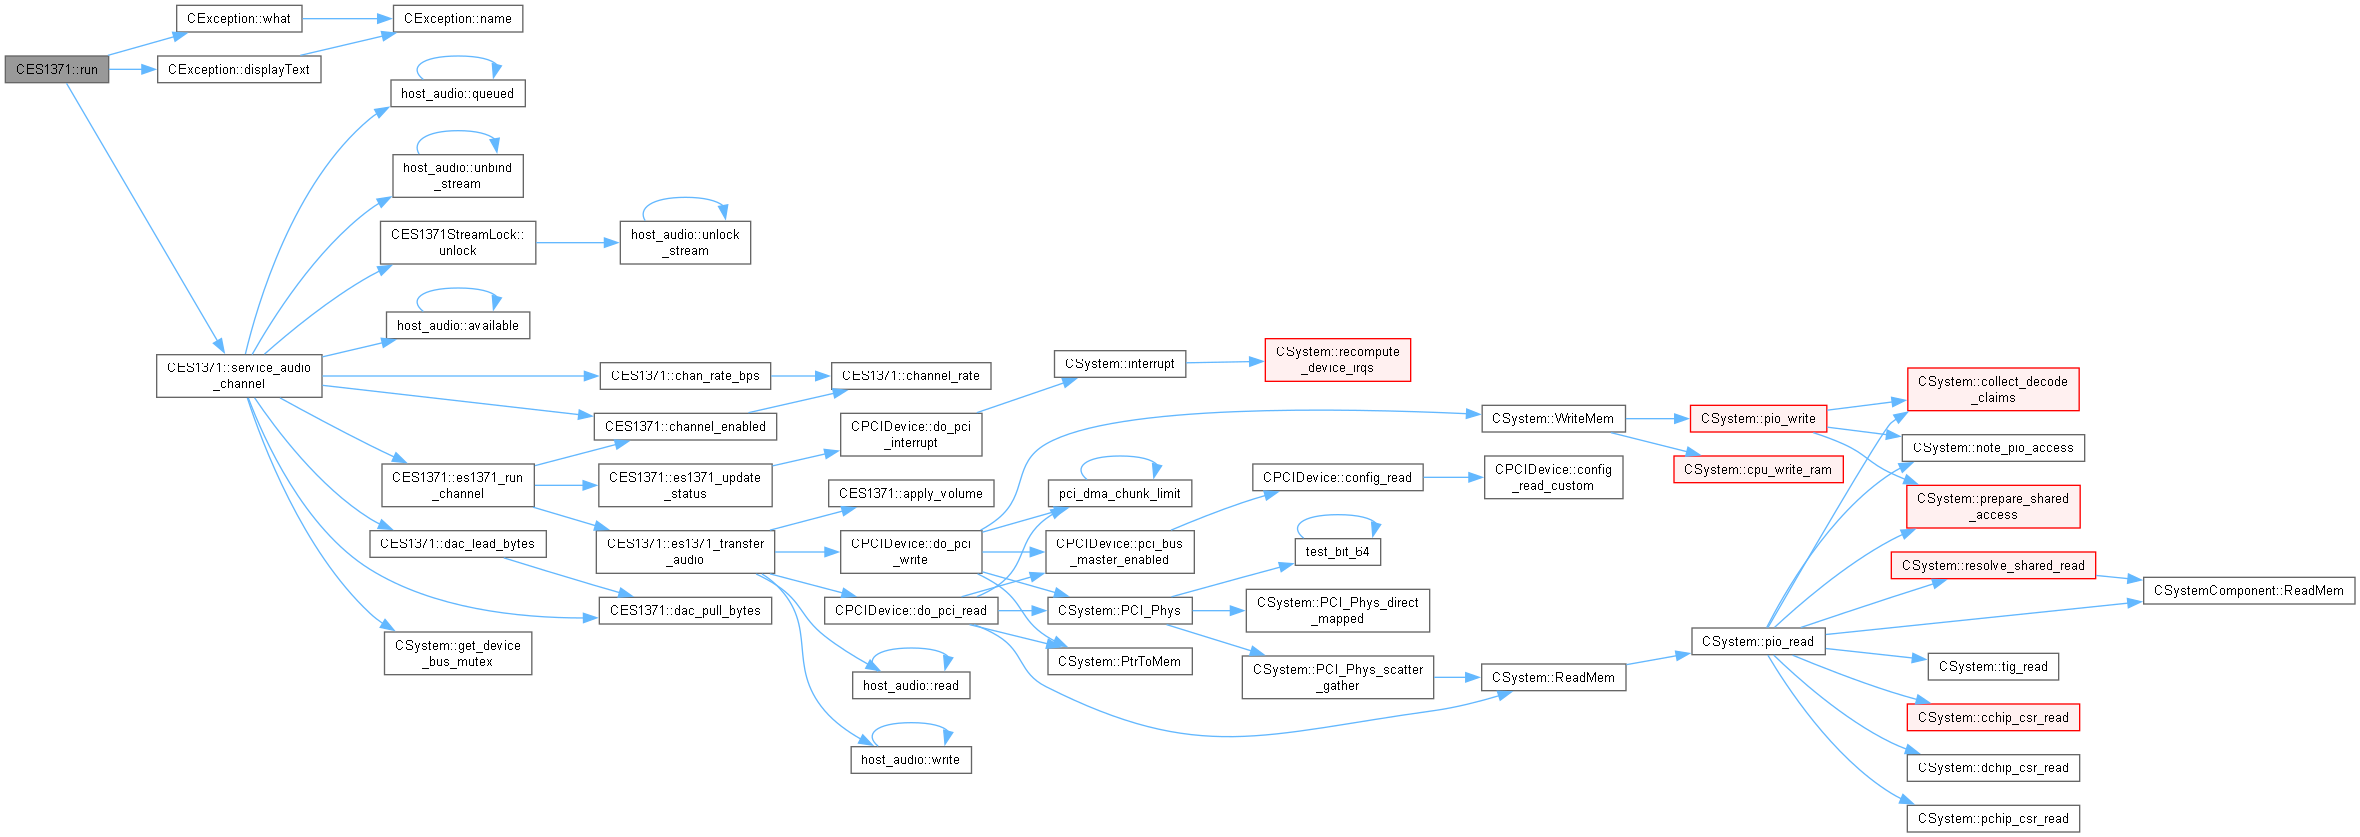 CES1371::run
CException::what
CException::displayText
CException::name
host_audio::queued
host_audio::unbind
_stream
CES1371StreamLock::
unlock
host_audio::unlock
_stream
host_audio::available
CES1371::service_audio
_channel
CES1371::chan_rate_bps
CES1371::channel_rate
CES1371::channel_enabled
CES1371::es1371_run
_channel
CES1371::es1371_update
_status
CES1371::dac_lead_bytes
CES1371::es1371_transfer
_audio
CES1371::dac_pull_bytes
CSystem::get_device
_bus_mutex
CPCIDevice::do_pci
_interrupt
CES1371::apply_volume
CPCIDevice::do_pci
_write
CPCIDevice::do_pci_read
host_audio::read
host_audio::write
CSystem::interrupt
CSystem::recompute
_device_irqs
pci_dma_chunk_limit
CPCIDevice::pci_bus
_master_enabled
CSystem::PCI_Phys
CSystem::PtrToMem
CPCIDevice::config_read
CPCIDevice::config
_read_custom
test_bit_64
CSystem::PCI_Phys_direct
_mapped
CSystem::PCI_Phys_scatter
_gather
CSystem::WriteMem
CSystem::ReadMem
CSystem::pio_write
CSystem::cpu_write_ram
CSystem::pio_read
CSystem::collect_decode
_claims
CSystem::note_pio_access
CSystem::prepare_shared
_access
CSystem::resolve_shared_read
CSystemComponent::ReadMem
CSystem::tig_read
CSystem::cchip_csr_read
CSystem::dchip_csr_read
CSystem::pchip_csr_read